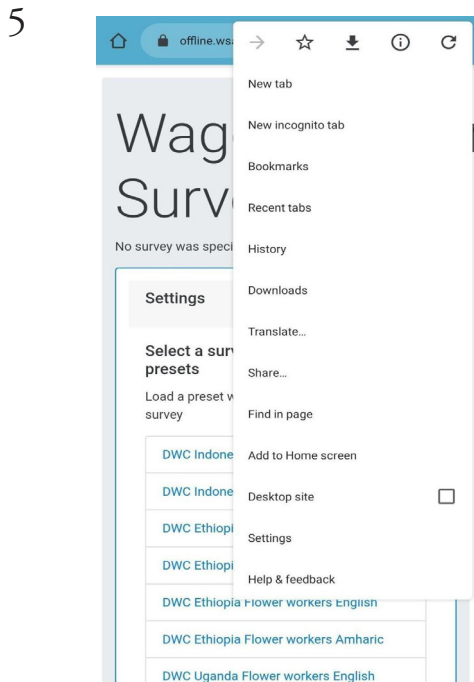 5
offline.ws
New tab
New incognito tab
Bookmarks
Recent tabs
History
Downloads
Translate...
Share...
Find in page
Add to Home screen
Desktop site
Settings
Help & feedback
Wag
Surv
No survey was speci
Settings
Select a surv
presets
Load a preset w
survey
DWC Indone
DWC Indone
DWC Ethiopi
DWC Ethiopi
DWC Ethiopia Flower workers English
DWC Ethiopia Flower workers Amharic
DWC Uganda Flower workers English